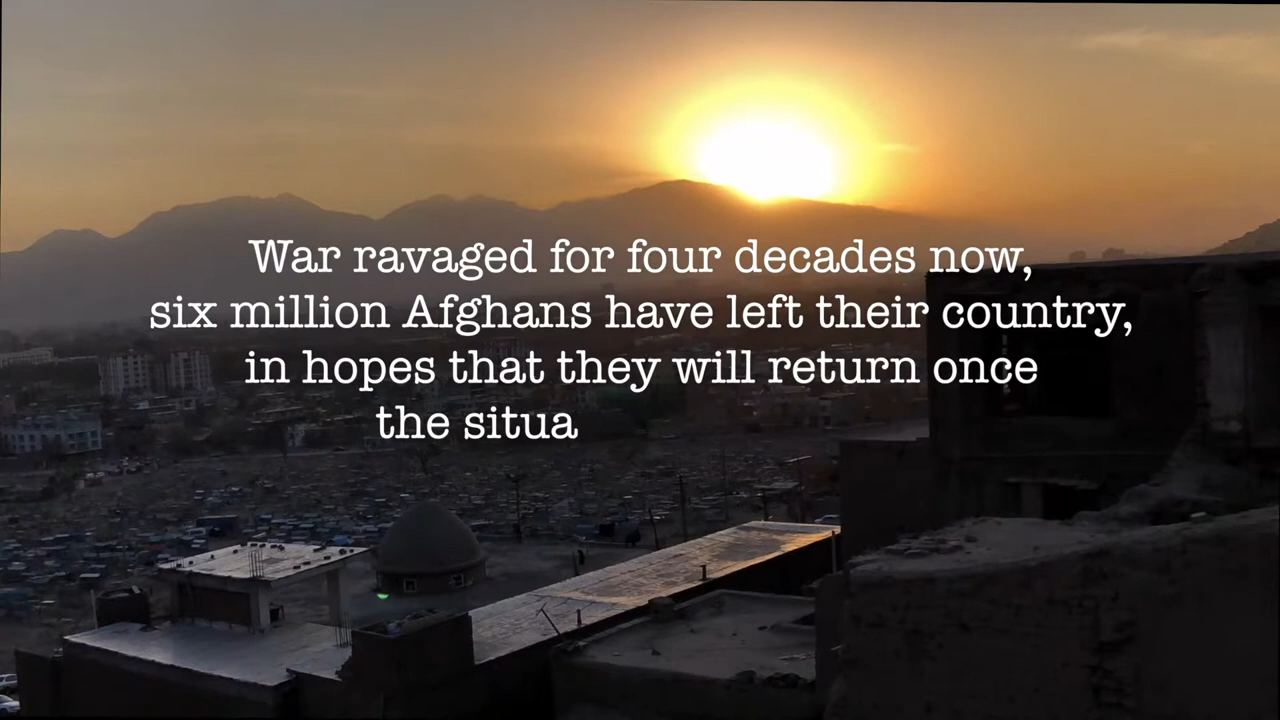 War ravaged for four decades now,
six million Afghans have left their country,
in hopes that they will return once
the situa